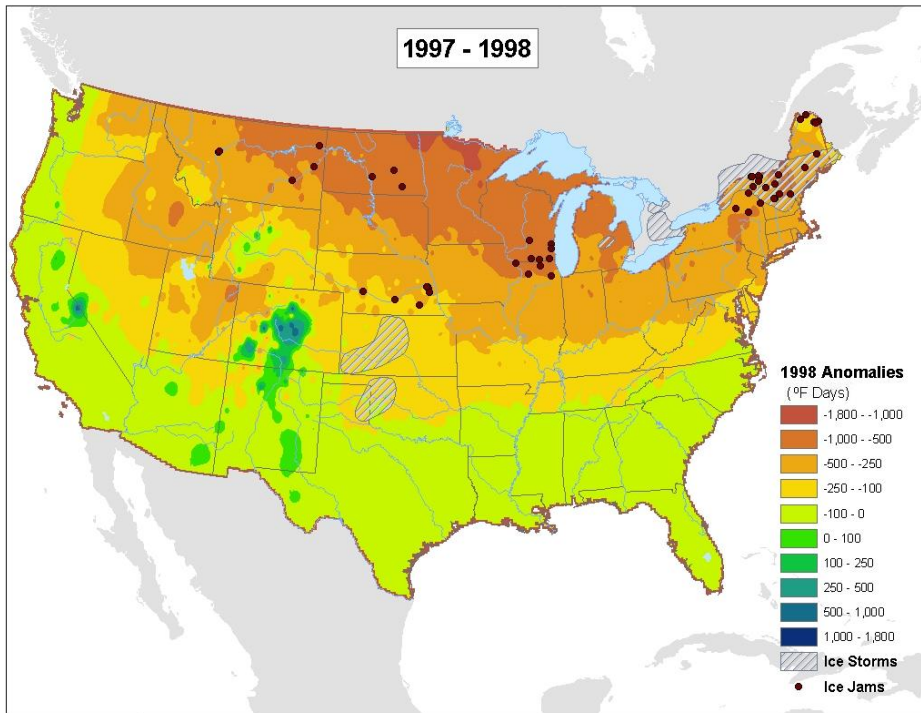 1997 - 1998
1998 Anomalies
(ºF Days)
-1,800 - -1,000
-1,000 - -500
-500 - -250
-250 - -100
-100 - 0
0 - 100
100 - 250
250 - 500
500 - 1,000
1,000 - 1,800
Ice Storms
Ice Jams